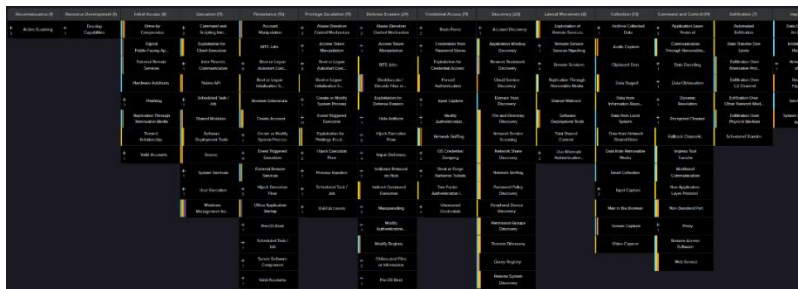 Reconnaissance (1)
Resource Development (1)
Initial Access (8)
Execution (9)
Persistence (15)
Privilege Escalation (11)
Defense Evasion (29)
Credential Access (11)
Discovery (22)
Lateral Movement (8)
Collection (13)
Command and Control (14)
Exfiltration (7)
Active Scanning
Develop
Capabilities
Drive-by
Compromise
Exploit
Public-Facing Ap...
External Remote
Services
Hardware Additions
Phishing
Replication Through
Removable Media
Trusted
Relationship
Valid Accounts
Command and
Scripting Inte...
Exploitation for
Client Execution
Inter-Process
Communication
Native API
Scheduled Task /
Job
Shared Modules
Software
Deployment Tools
Source
System Services
User Execution
Windows
Management Ins...
Account
Manipulation
BITS Jobs
Boot or Logon
Autostart Exec...
Boot or Logon
Initialization S...
Browser Extensions
Create Account
Create or Modify
System Process
Event Triggered
Execution
External Remote
Services
Hijack Execution
Flow
Office Application
Startup
Pre-OS Boot
Scheduled Task /
Job
Server Software
Component
Valid Accounts
Abuse Elevation
Control Mechanism
Access Token
Manipulation
Boot or Logon
Autostart Exec...
Boot or Logon
Initialization S...
Create or Modify
System Process
Event Triggered
Execution
Exploitation for
Privilege Escal...
Hijack Execution
Flow
Process Injection
Scheduled Task /
Job
Valid Accounts
Abuse Elevation
Control Mechanism
Access Token
Manipulation
BITS Jobs
Deobfuscate /
Decode Files or...
Exploitation for
Defense Evasion
Hide Artifacts
Hijack Execution
Flow
Impair Defenses
Indicator Removal
on Host
Indirect Command
Execution
Masquerading
Modify
Authentication...
Modify Registry
Obfuscated Files
or Information
Pre-OS Boot
Brute Force
Credentials from
Password Stores
Exploitation for
Credential Access
Forced
Authentication
Input Capture
Modify
Authentication...
Network Sniffing
OS Credential
Dumping
Steal or Forge
Kerberos Tickets
Two-Factor
Authentication I...
Unsecured
Credentials
Account Discovery
Application Window
Discovery
Browser Bookmark
Discovery
Cloud Service
Discovery
Domain Trust
Discovery
File and Directory
Discovery
Network Service
Scanning
Network Share
Discovery
Network Sniffing
Password Policy
Discovery
Peripheral Device
Discovery
Permission Groups
Discovery
Process Discovery
Query Registry
Remote System
Discovery
Exploitation of
Remote Services
Remote Service
Session Hijacking
Remote Services
Replication Through
Removable Media
Shared Webroot
Software
Deployment Tools
Taint Shared
Content
Use Alternate
Authentication...
Archive Collected
Data
Audio Capture
Clipboard Data
Data Staged
Data from
Information Repo...
Data from Local
System
Data from Network
Shared Drive
Data from Removable
Media
Email Collection
Input Capture
Man in the Browser
Screen Capture
Video Capture
Application Layer
Protocol
Communication
Through Removable...
Data Encoding
Data Obfuscation
Dynamic
Resolution
Encrypted Channel
Fallback Channels
Ingress Tool
Transfer
Multiband
Communication
Non-Application
Layer Protocol
Non-Standard Port
Proxy
Remote Access
Software
Web Service
Automated
Exfiltration
Data Transfer Size
Limits
Exfiltration Over
Alternative Pro...
Exfiltration Over
C2 Channel
Exfiltration Over
Other Network Med...
Exfiltration Over
Physical Medium
Scheduled Transfer